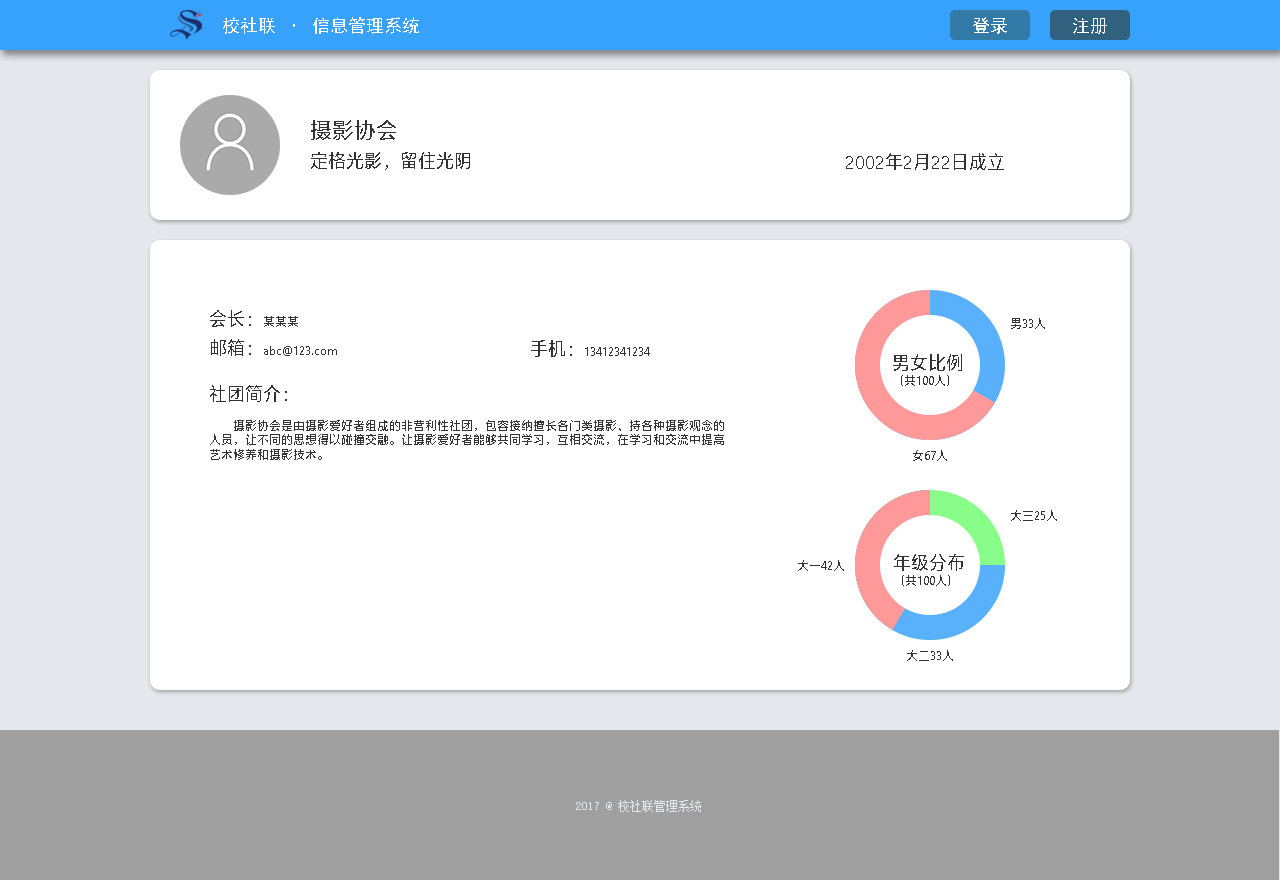 校社联 · 信息管理系统
登录
注册
摄影协会
定格光影，留住光阴
2002年2月22日成立
会长：某某某
邮箱：abc@123.com
手机：13412341234
社团简介：
摄影协会是由摄影爱好者组成的非营利性社团，包容接纳擅长各门类摄影、持各种摄影观念的
人员，让不同的思想得以碰撞交融。让摄影爱好者能够共同学习，互相交流，在学习和交流中提高
艺术修养和摄影技术。
男33人
男女比例
(共100人)
女67人
大三25人
年级分布
(共100人)
大一42人
大二33人
2017 @ 校社联管理系统